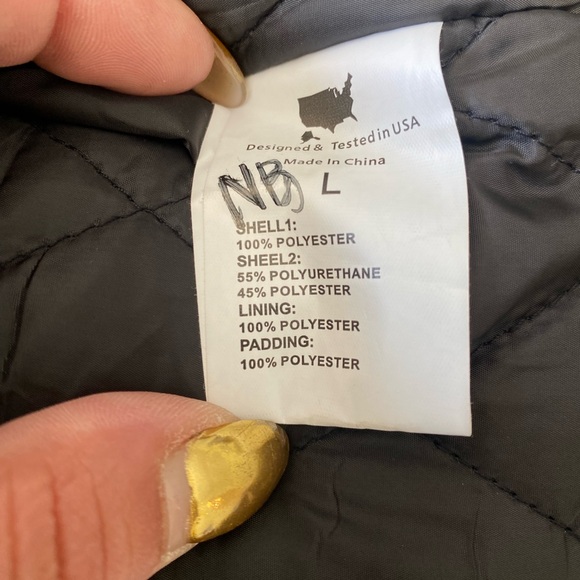 Designed & Tested in USA
Made In China
NB L
SHELL1:
100% POLYESTER
SHEEL2:
55% POLYURETHANE
45% POLYESTER
LINING:
100% POLYESTER
PADDING:
100% POLYESTER